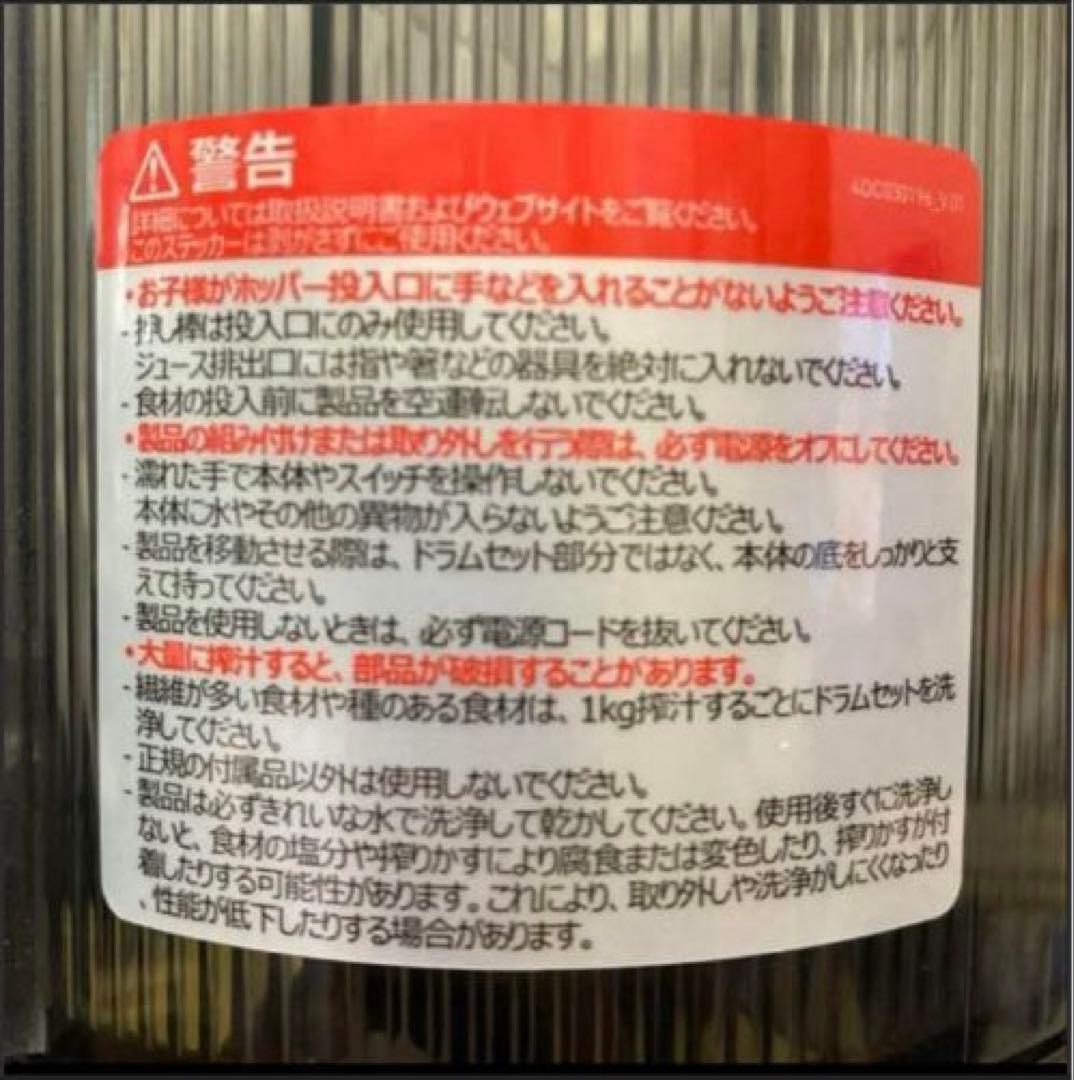 警告
4DC030196_V.01
詳細については取扱説明書およびウェブサイトをご覧ください。
このステッカーは剥がさずにご使用ください。
・お子様がホッパー投入口に手などを入れることがないようご注意ください。
- 押し棒は投入口にのみ使用してください。
ジュース排出口には指や箸などの器具を絶対に入れないでください。
- 食材の投入前に製品を空運転しないでください。
・製品の組み付けまたは取り外しを行う際は、必ず電源をオフにしてください。
- 濡れた手で本体やスイッチを操作しないでください。
本体に水やその他の異物が入らないようご注意ください。
- 製品を移動させる際は、ドラムセット部分ではなく、本体の底をしっかりと支
えて持ってください。
- 製品を使用しないときは、必ず電源コードを抜いてください。
・大量に搾汁すると、部品が破損することがあります。
- 繊維が多い食材や種のある食材は、1kg搾汁するごとにドラムセットを洗
浄してください。
- 正規の付属品以外は使用しないでください。
- 製品は必ずきれいな水で洗浄して乾かしてください。使用後すぐに洗浄し
ないと、食材の塩分や搾りかすにより腐食または変色したり、搾りかすが付
着したりする可能性があります。これにより、取り外しや洗浄がしにくくなったり
、性能が低下したりする場合があります。